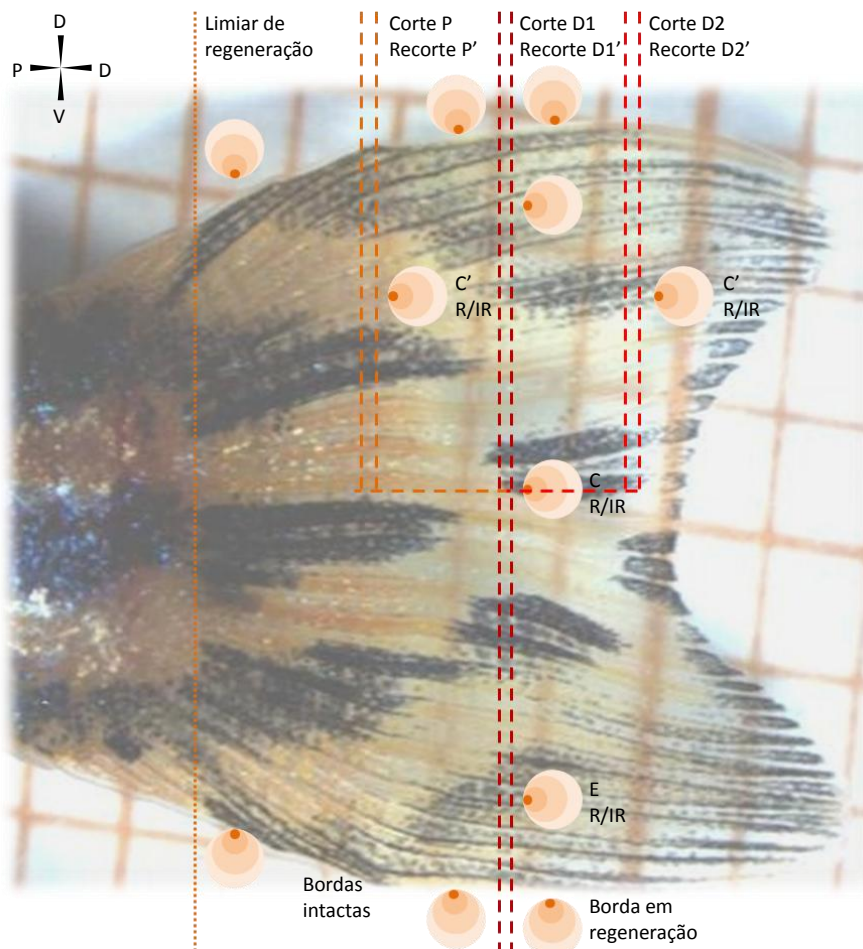 D
P
D
V
Limiar de
regeneração
Corte P
Recorte P’
Corte D1
Recorte D1’
Corte D2
Recorte D2’
C’
R/IR
C’
R/IR
C
R/IR
E
R/IR
Bordas
intactas
Borda em
regeneração